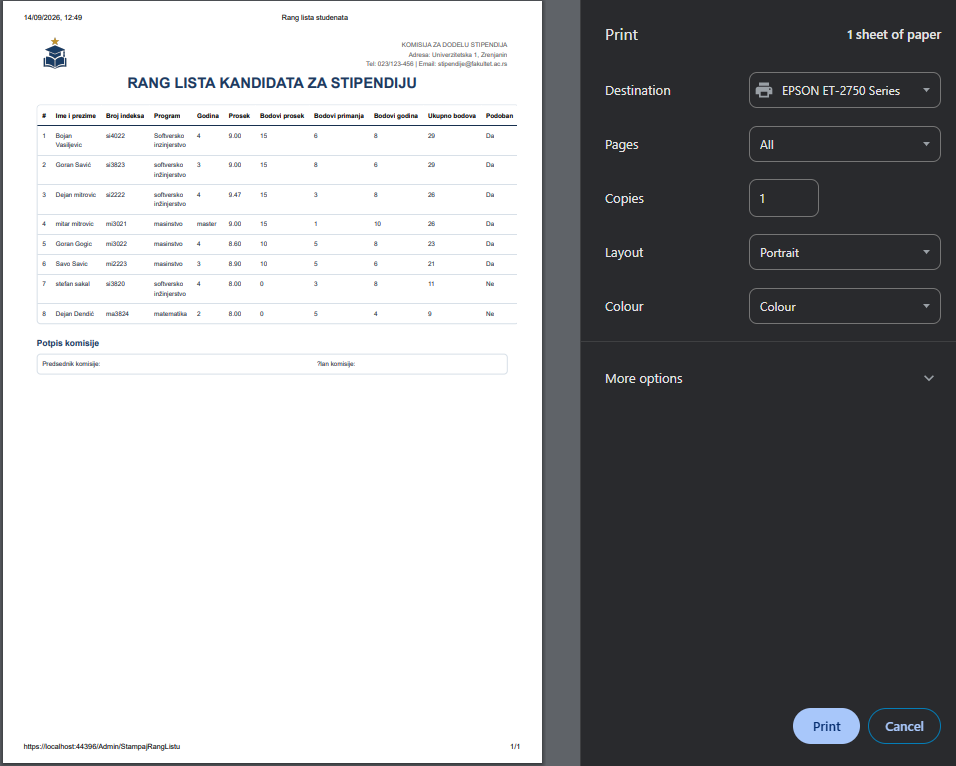 14/09/2026, 12:49 Rang lista studenata
KOMISIJA ZA DODELU STIPENDIJA
Adresa: Univerzitetska 1, Zrenjanin
Tel: 023/123-456 | Email: stipendije@fakultet.ac.rs
RANG LISTA KANDIDATA ZA STIPENDIJU
# Ime i prezime Broj indeksa Program Godina Prosek Bodovi prosek Bodovi primanja Bodovi godina Ukupno bodova Podoban
1 Bojan Vasiljevic si4022 Softversko inzinjerstvo 4 9.00 15 6 8 29 Da
2 Goran Savić si3823 softversko inžinjerstvo 3 9.00 15 8 6 29 Da
3 Dejan mitrovic si2222 softversko inžinjerstvo 4 9.47 15 3 8 26 Da
4 mitar mitrovic mi3021 masinstvo master 9.00 15 1 10 26 Da
5 Goran Gogic mi3022 masinstvo 4 8.60 10 5 8 23 Da
6 Savo Savic mi2223 masinstvo 3 8.90 10 5 6 21 Da
7 stefan sakal si3820 softversko inžinjerstvo 4 8.00 0 3 8 11 Ne
8 Dejan Dendić ma3824 matematika 2 8.00 0 5 4 9 Ne
Potpis komisije
Predsednik komisije: ?lan komisije:
https://localhost:44396/Admin/StampajRangListu 1/1
Print 1 sheet of paper
Destination EPSON ET-2750 Series
Pages All
Copies 1
Layout Portrait
Colour Colour
More options
Print Cancel